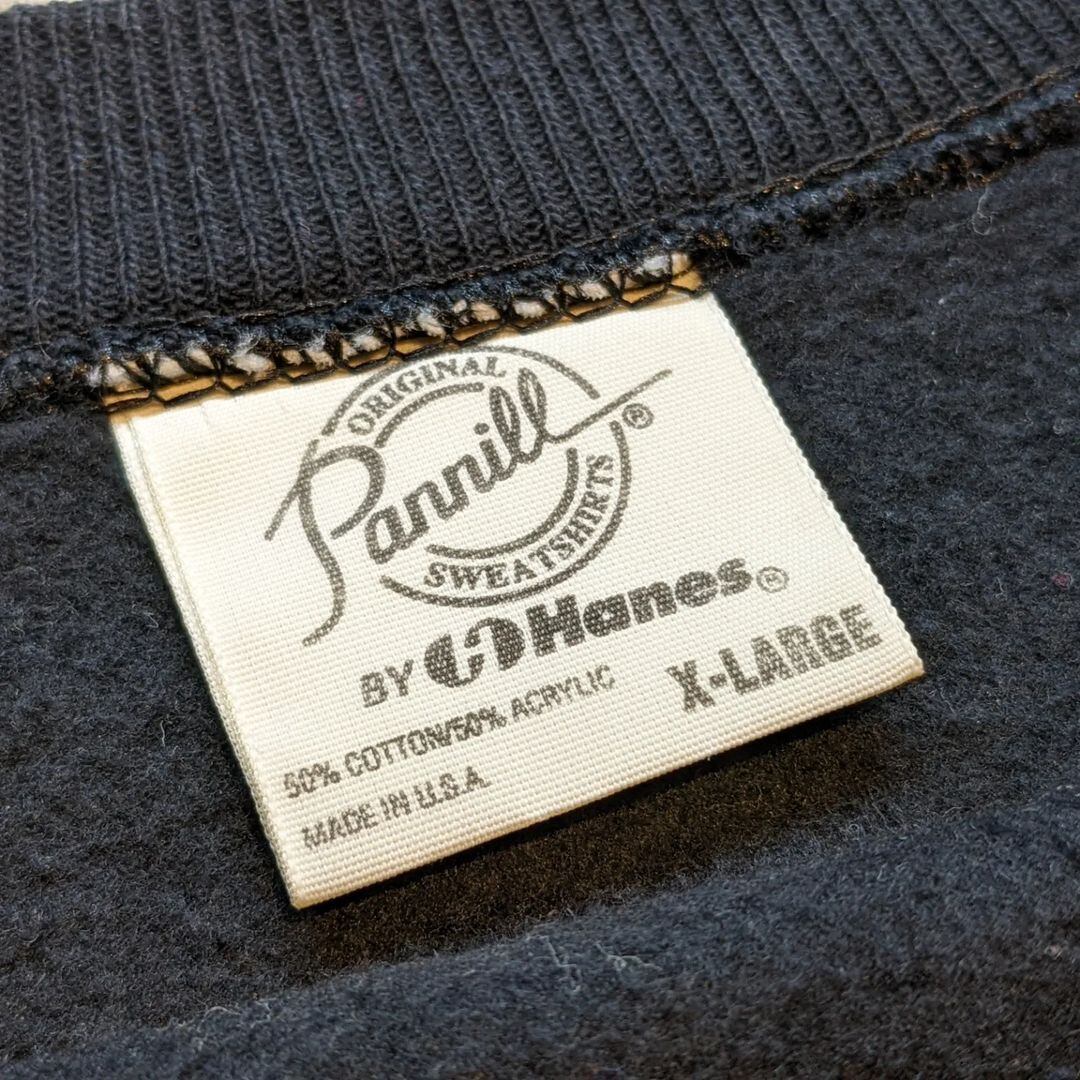 ORIGINAL
Pannill®
SWEATSHIRTS
BY H Hanes®
50% COTTON/50% ACRYLIC X-LARGE
MADE IN U.S.A.